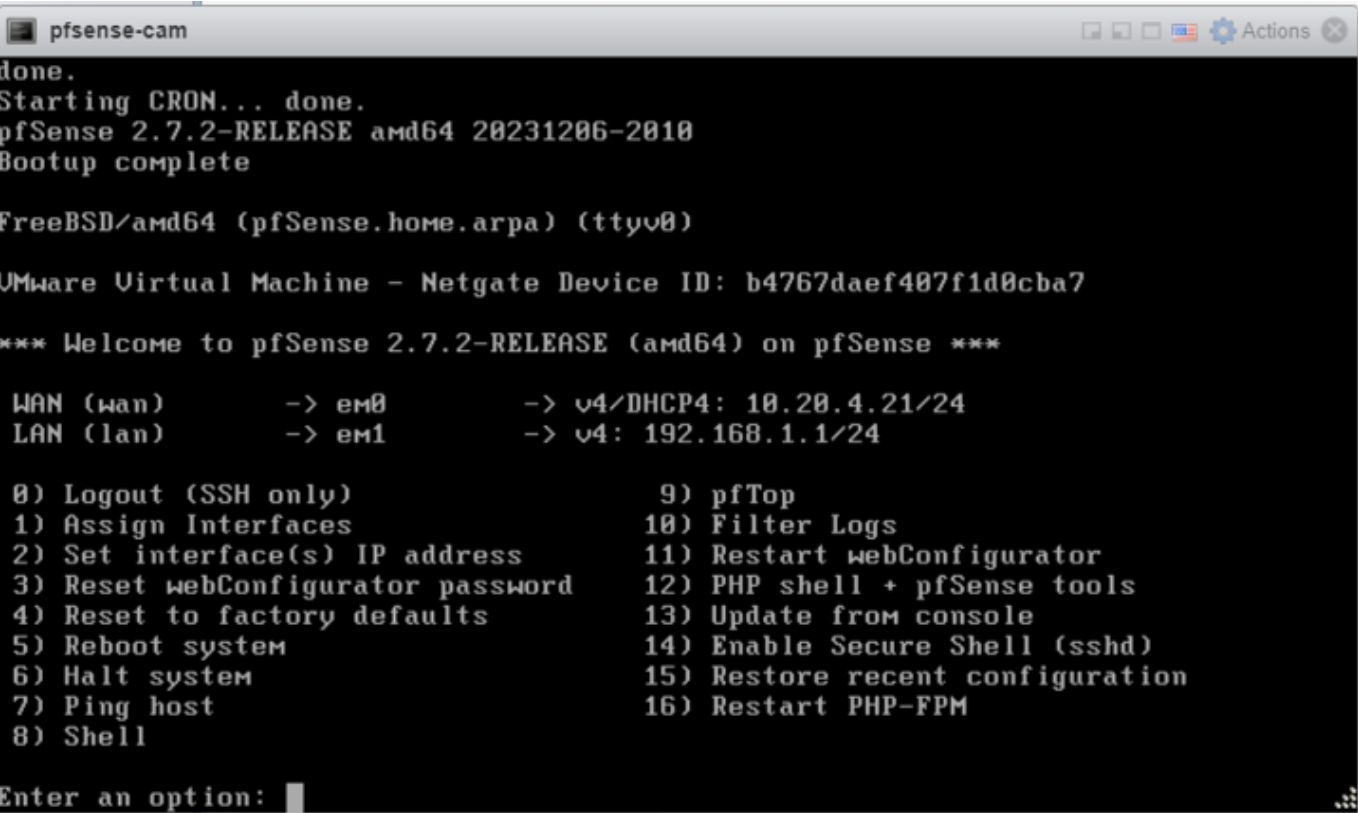 pfsense-cam
Actions
done.
Starting CRON... done.
pfSense 2.7.2-RELEASE amd64 20231206-2010
Bootup complete
FreeBSD/amd64 (pfSense.home.arpa) (ttyv0)
VMware Virtual Machine - Netgate Device ID: b4767daef407f1d0cba7
*** Welcome to pfSense 2.7.2-RELEASE (amd64) on pfSense ***
WAN (wan) -> em0 -> v4/DHCP4: 10.20.4.21/24
LAN (lan) -> em1 -> v4: 192.168.1.1/24
0) Logout (SSH only) 9) pfTop
1) Assign Interfaces 10) Filter Logs
2) Set interface(s) IP address 11) Restart webConfigurator
3) Reset webConfigurator password 12) PHP shell + pfSense tools
4) Reset to factory defaults 13) Update from console
5) Reboot system 14) Enable Secure Shell (sshd)
6) Halt system 15) Restore recent configuration
7) Ping host 16) Restart PHP-FPM
8) Shell
Enter an option: